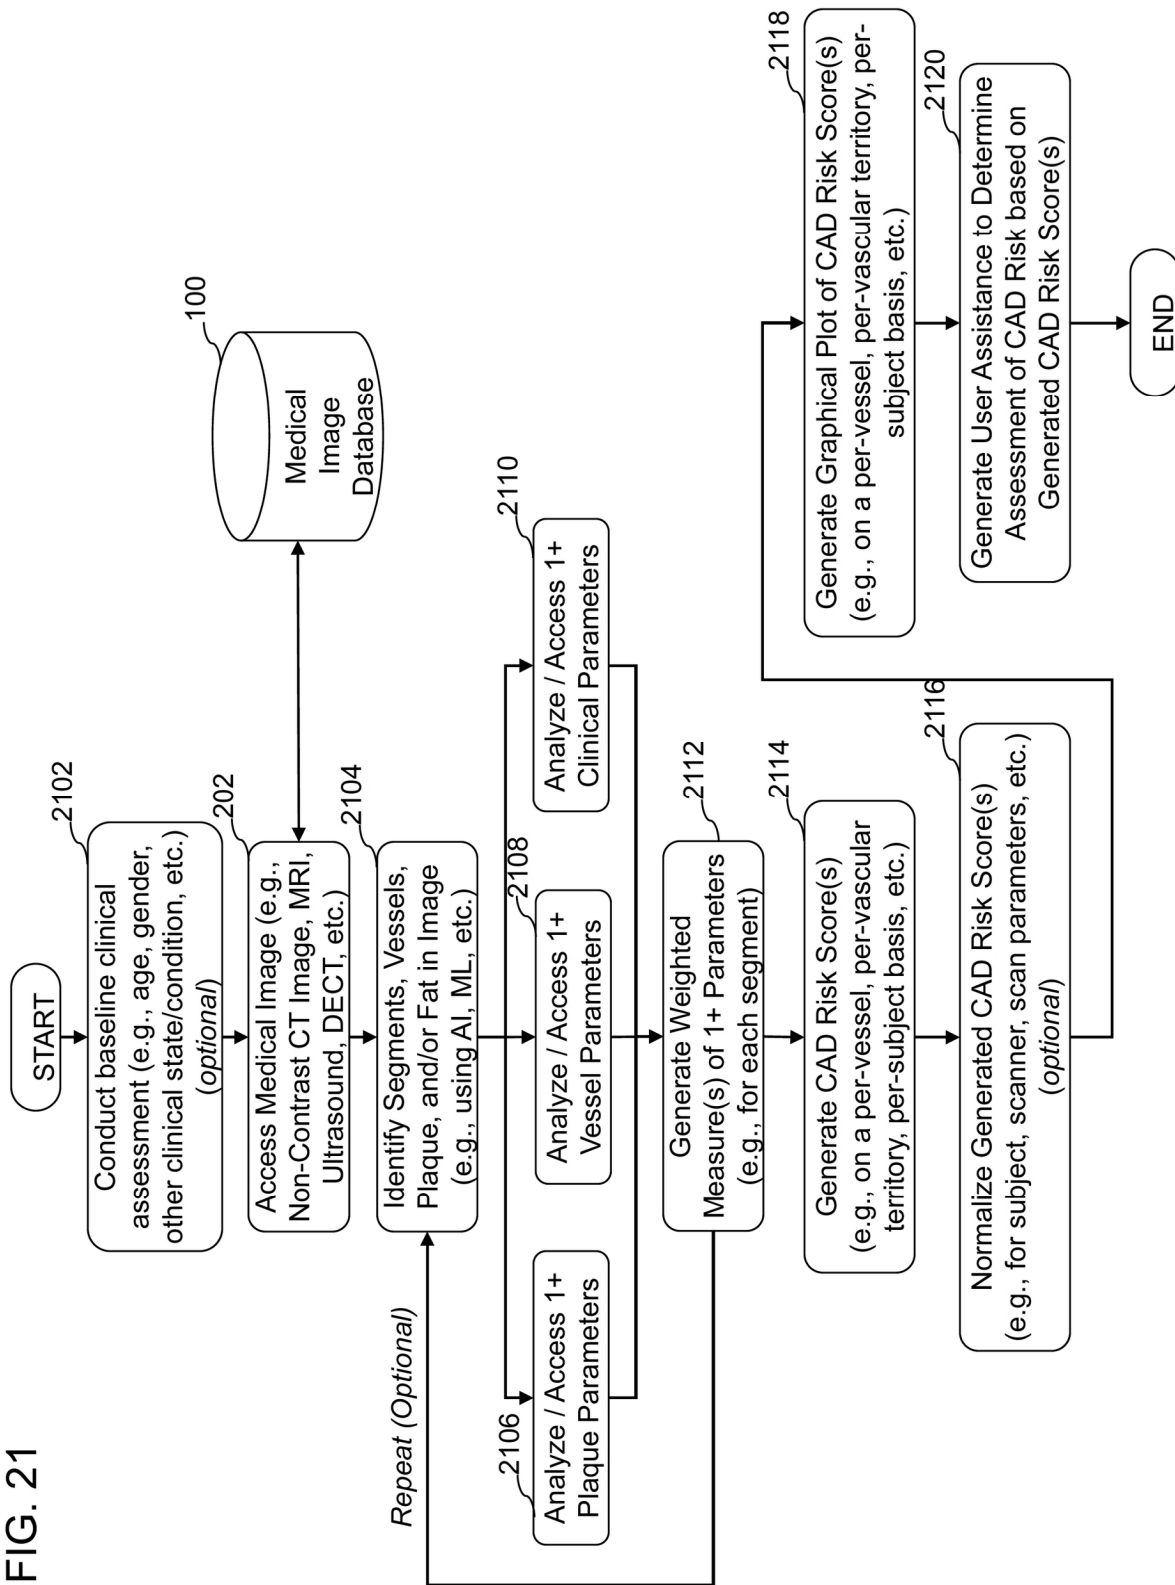 FIG. 21
START
2102
Conduct baseline clinical
assessment (e.g., age, gender,
other clinical state/condition, etc.)
(optional)
202
Access Medical Image (e.g.,
Non-Contrast CT Image, MRI,
Ultrasound, DECT, etc.)
100
Medical
Image
Database
2104
Identify Segments, Vessels,
Plaque, and/or Fat in Image
(e.g., using AI, ML, etc.)
Repeat (Optional)
2106
Analyze / Access 1+
Plaque Parameters
2108
Analyze / Access 1+
Vessel Parameters
2110
Analyze / Access 1+
Clinical Parameters
2112
Generate Weighted
Measure(s) of 1+ Parameters
(e.g., for each segment)
2114
Generate CAD Risk Score(s)
(e.g., on a per-vessel, per-vascular
territory, per-subject basis, etc.)
2116
Normalize Generated CAD Risk Score(s)
(e.g., for subject, scanner, scan parameters, etc.)
(optional)
2118
Generate Graphical Plot of CAD Risk Score(s)
(e.g., on a per-vessel, per-vascular territory, per-
subject basis, etc.)
2120
Generate User Assistance to Determine
Assessment of CAD Risk based on
Generated CAD Risk Score(s)
END